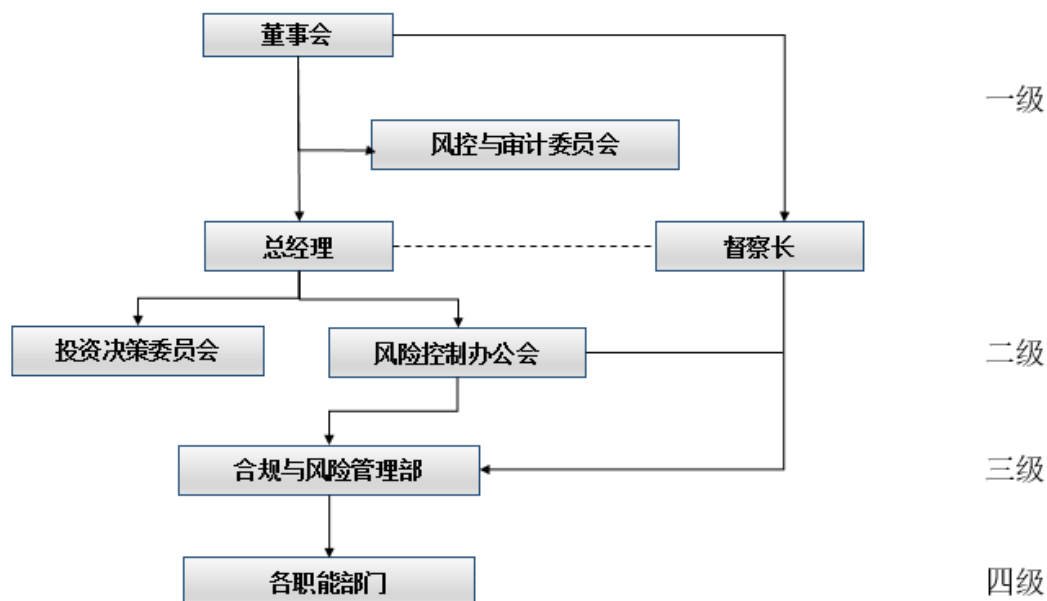 董事会
一级
风控与审计委员会
总经理
督察长
投资决策委员会
风险控制办公会
二级
合规与风险管理部
三级
各职能部门
四级